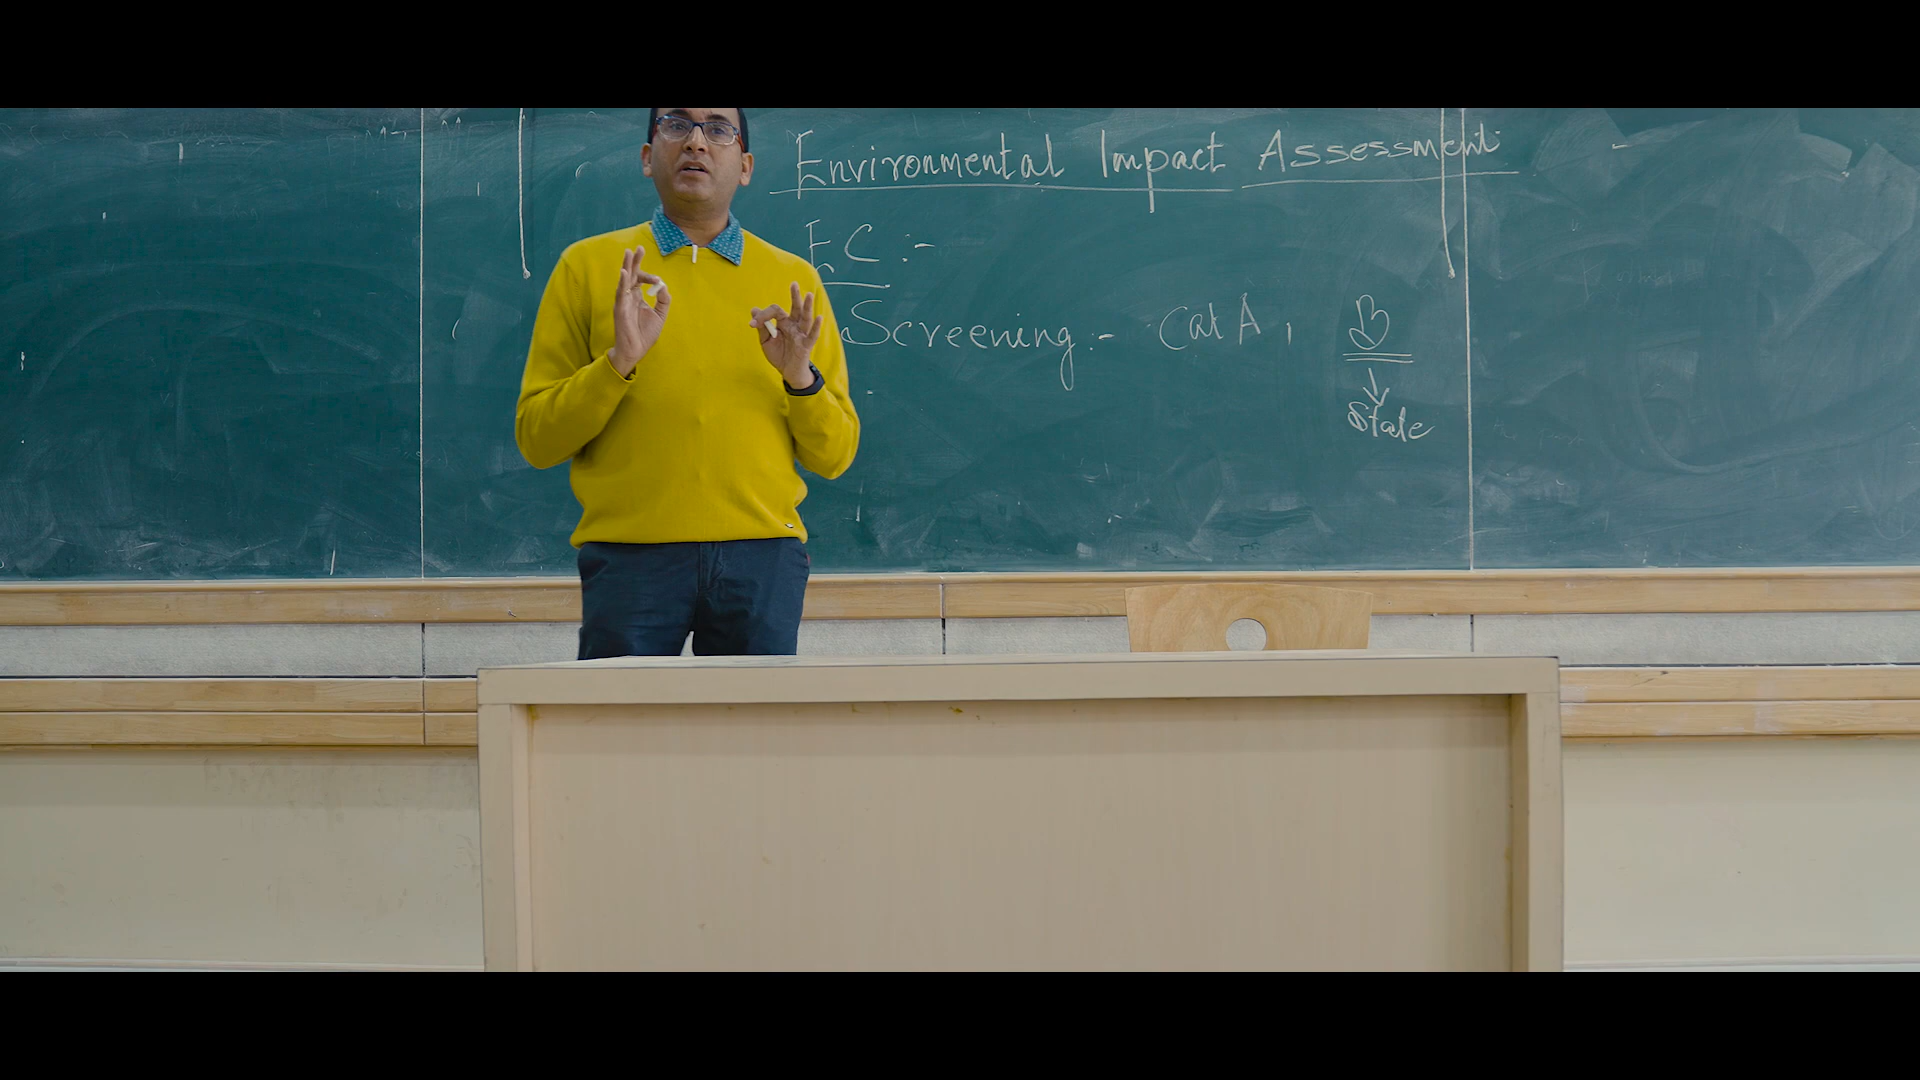 Environmental Impact Assessment
EC :-
Screening :- Cat A, B
↓
State